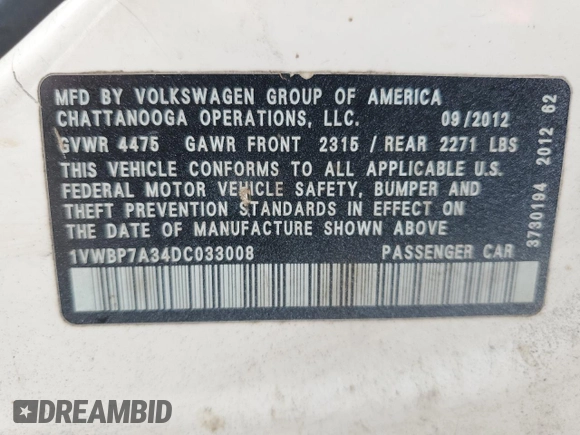 MFD BY VOLKSWAGEN GROUP OF AMERICA
CHATTANOOGA OPERATIONS, LLC. 09/2012
GVWR 4475 GAWR FRONT 2315 / REAR 2271 LBS
THIS VEHICLE CONFORMS TO ALL APPLICABLE U.S.
FEDERAL MOTOR VEHICLE SAFETY, BUMPER AND
THEFT PREVENTION STANDARDS IN EFFECT ON
THE DATE OF MANUFACTURE SHOWN ABOVE
1VWBP7A34DC033008 PASSENGER CAR
3730194 2012 62
DREAMBID